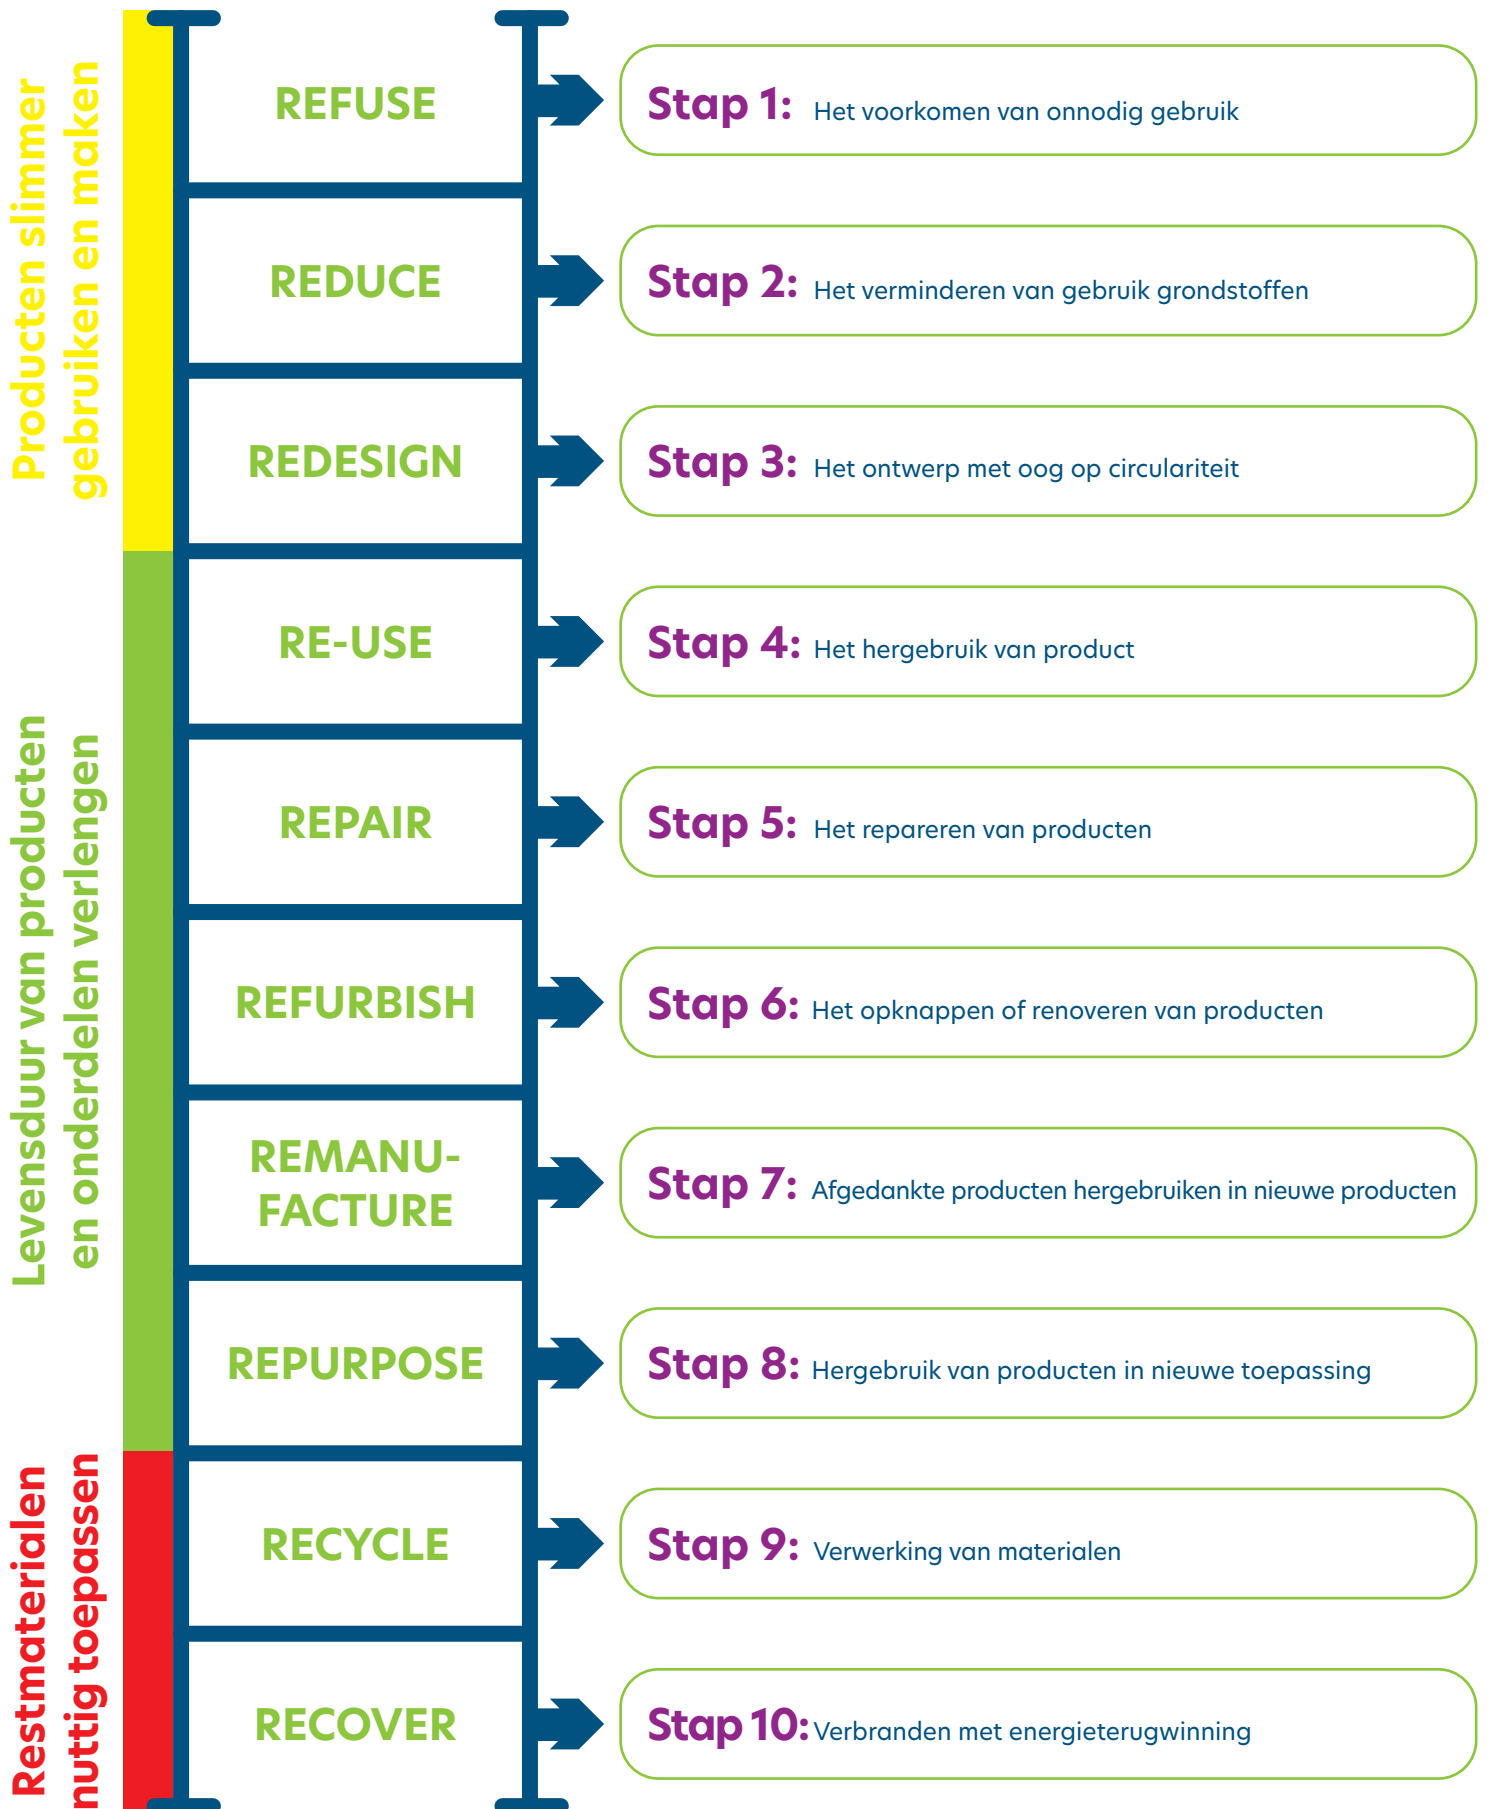 Producten slimmer
gebruiken en maken
REFUSE
Stap 1: Het voorkomen van onnodig gebruik
REDUCE
Stap 2: Het verminderen van gebruik grondstoffen
REDESIGN
Stap 3: Het ontwerp met oog op circulariteit
Levensduur van producten
en onderdelen verlengen
RE-USE
Stap 4: Het hergebruik van product
REPAIR
Stap 5: Het repareren van producten
REFURBISH
Stap 6: Het opknappen of renoveren van producten
REMANU-
FACTURE
Stap 7: Afgedankte producten hergebruiken in nieuwe producten
REPURPOSE
Stap 8: Hergebruik van producten in nieuwe toepassing
Restmaterialen
nuttig toepassen
RECYCLE
Stap 9: Verwerking van materialen
RECOVER
Stap 10: Verbranden met energieterugwinning